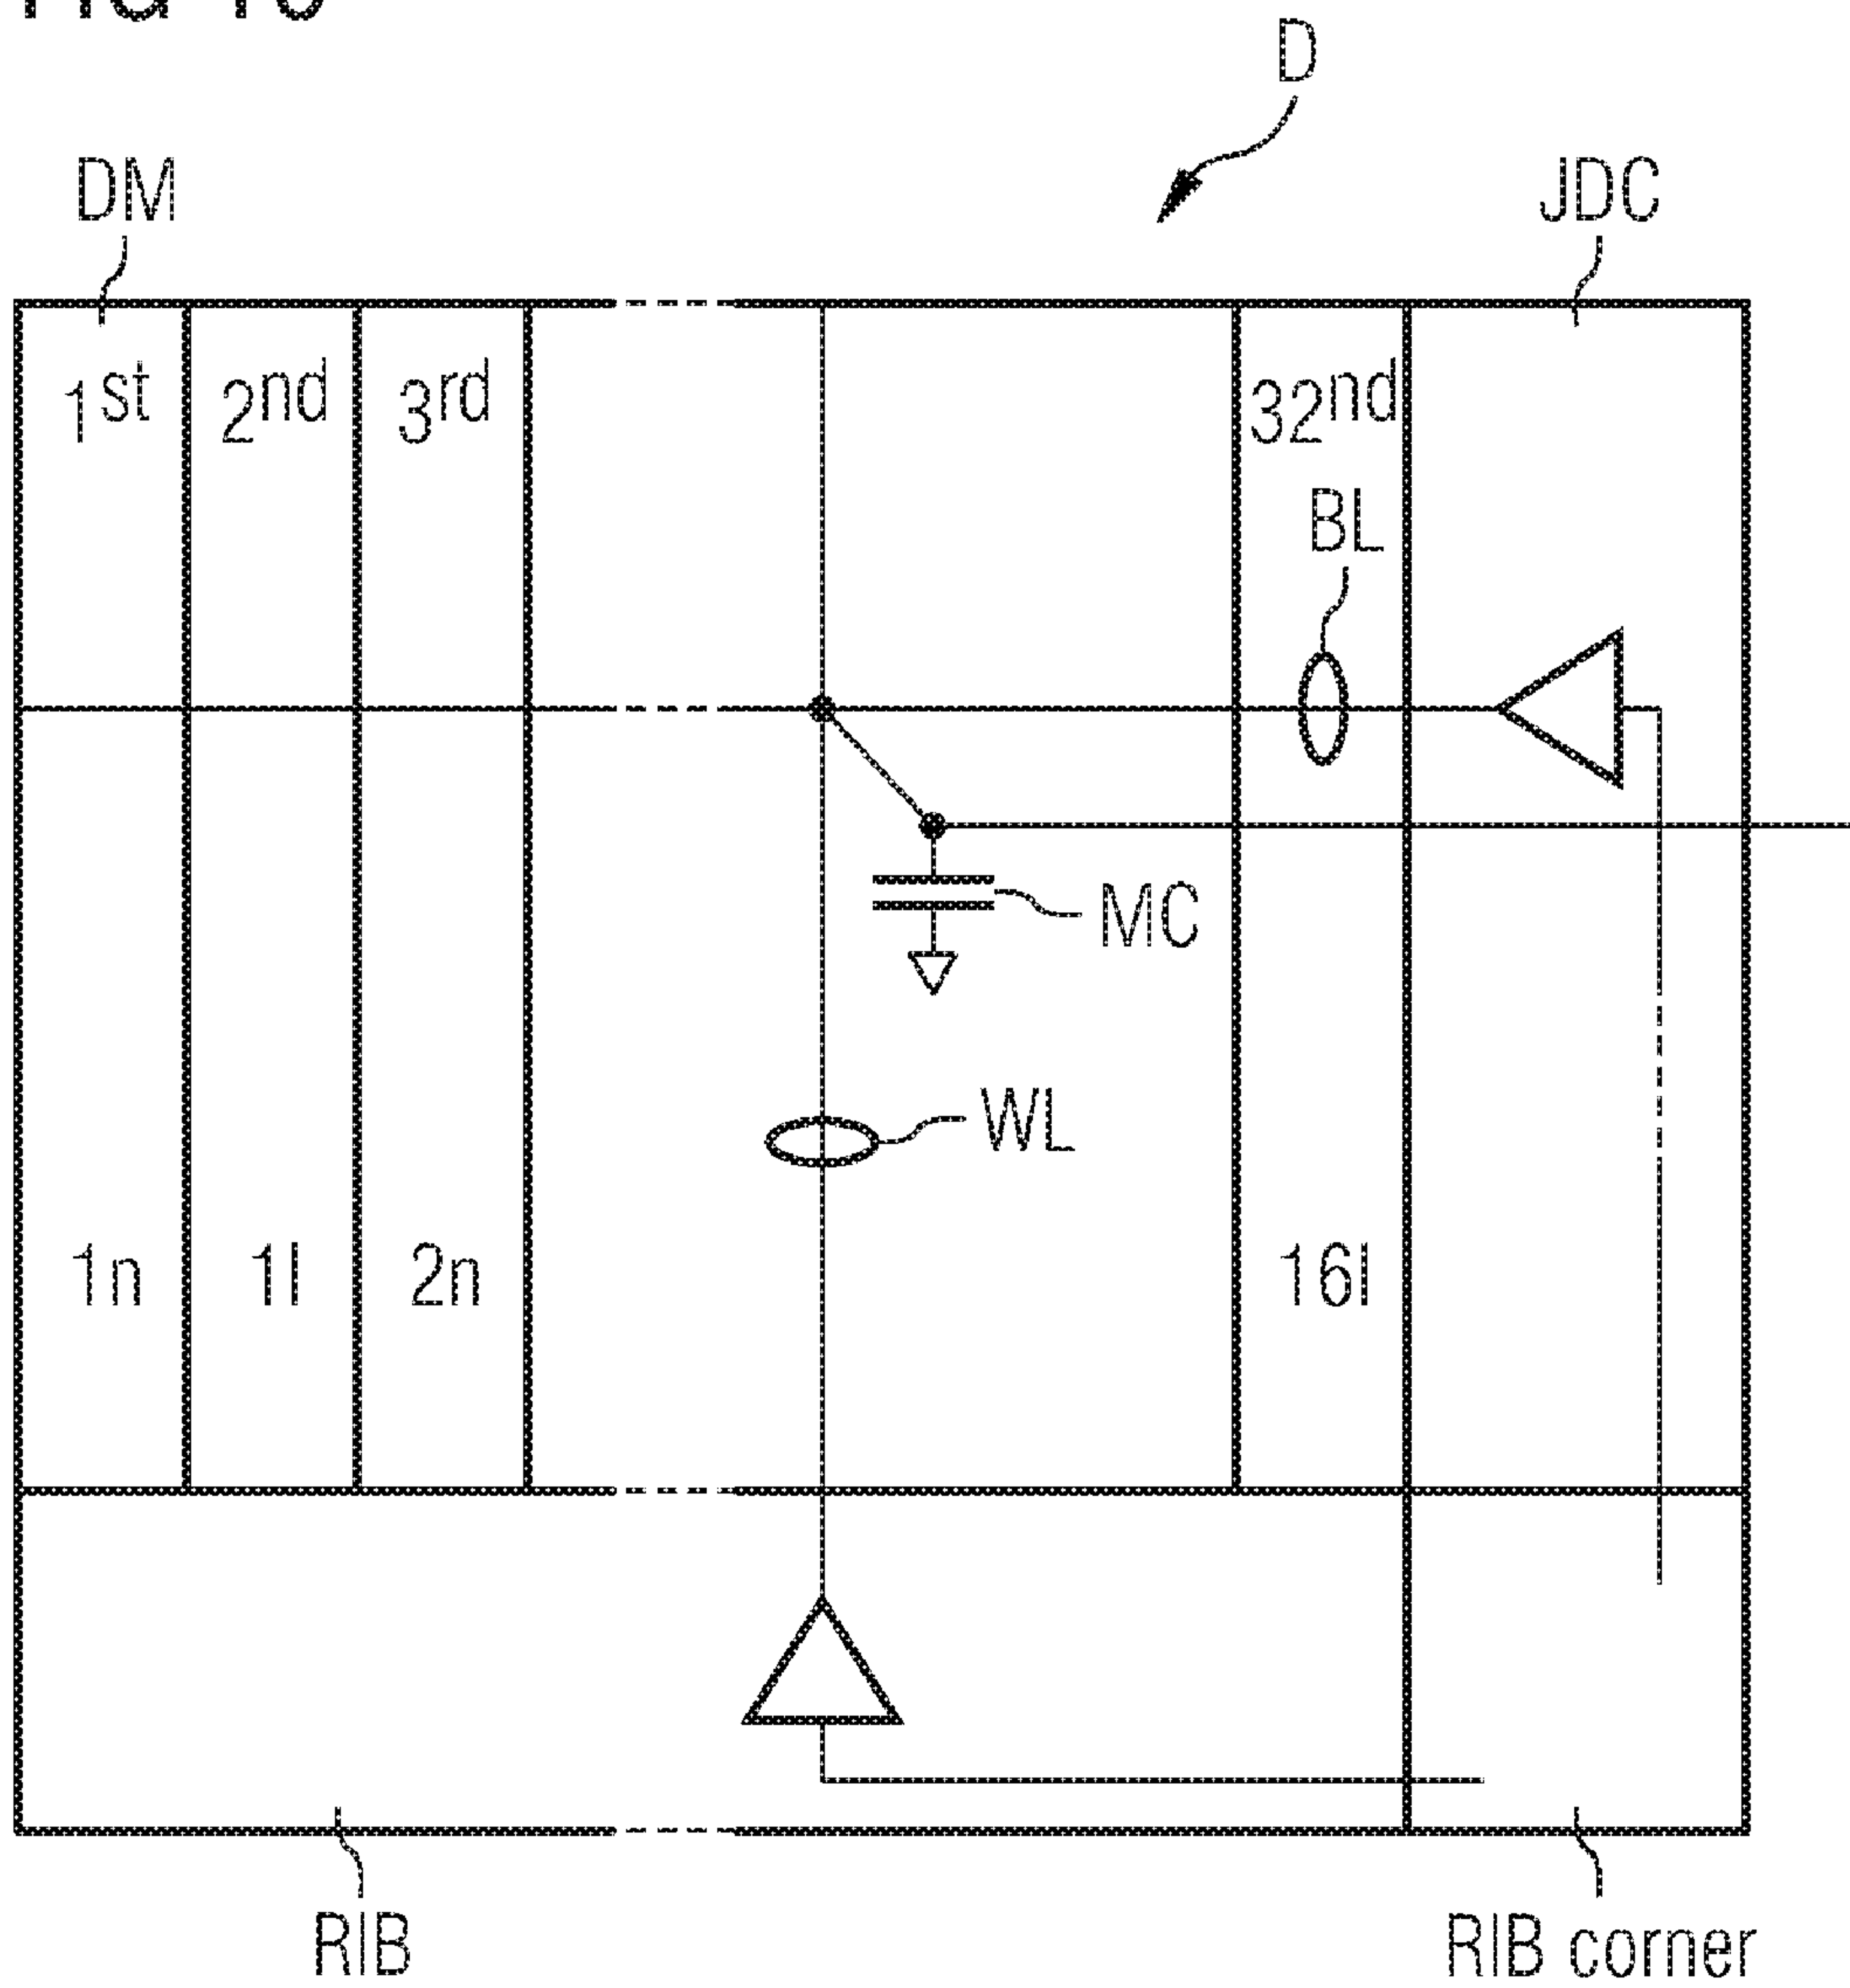 D
DM
JDC
1st 2nd 3rd 32nd
BL
MC
WL
1n 1l 2n 16l
RIB
RIB corner